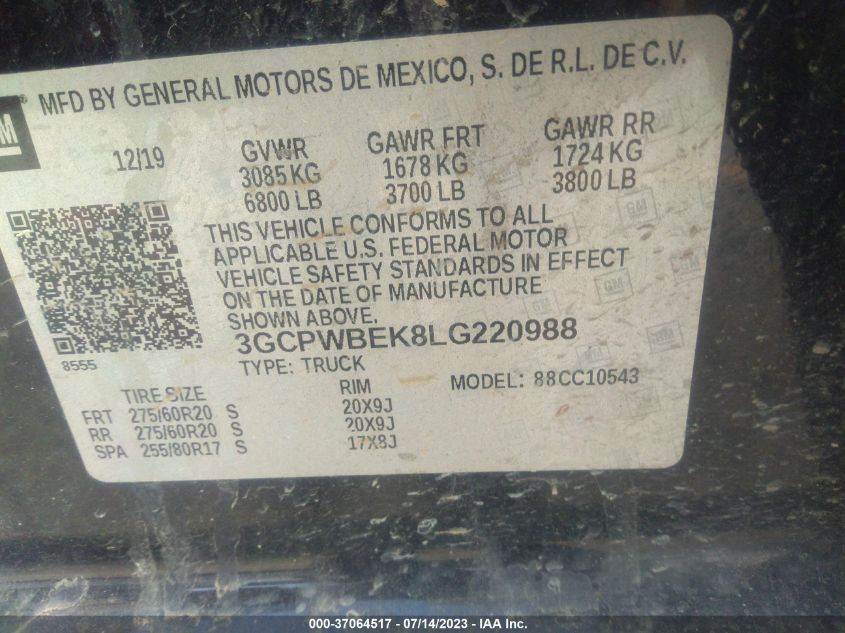 MFD BY GENERAL MOTORS DE MEXICO, S. DE R.L. DE C.V.
GM ®
12/19
GVWR GAWR FRT GAWR RR
3085 KG 1678 KG 1724 KG
6800 LB 3700 LB 3800 LB
THIS VEHICLE CONFORMS TO ALL
APPLICABLE U.S. FEDERAL MOTOR
VEHICLE SAFETY STANDARDS IN EFFECT
ON THE DATE OF MANUFACTURE
SHOWN ABOVE.
3GCPWBEK8LG220988
8555
TYPE: TRUCK
MODEL: 88CC10543
TIRE SIZE RIM
FRT 275/60R20 S 20X9J
RR 275/60R20 S 20X9J
SPA 255/80R17 S 17X8J
000-37064517 - 07/14/2023 - IAA Inc.